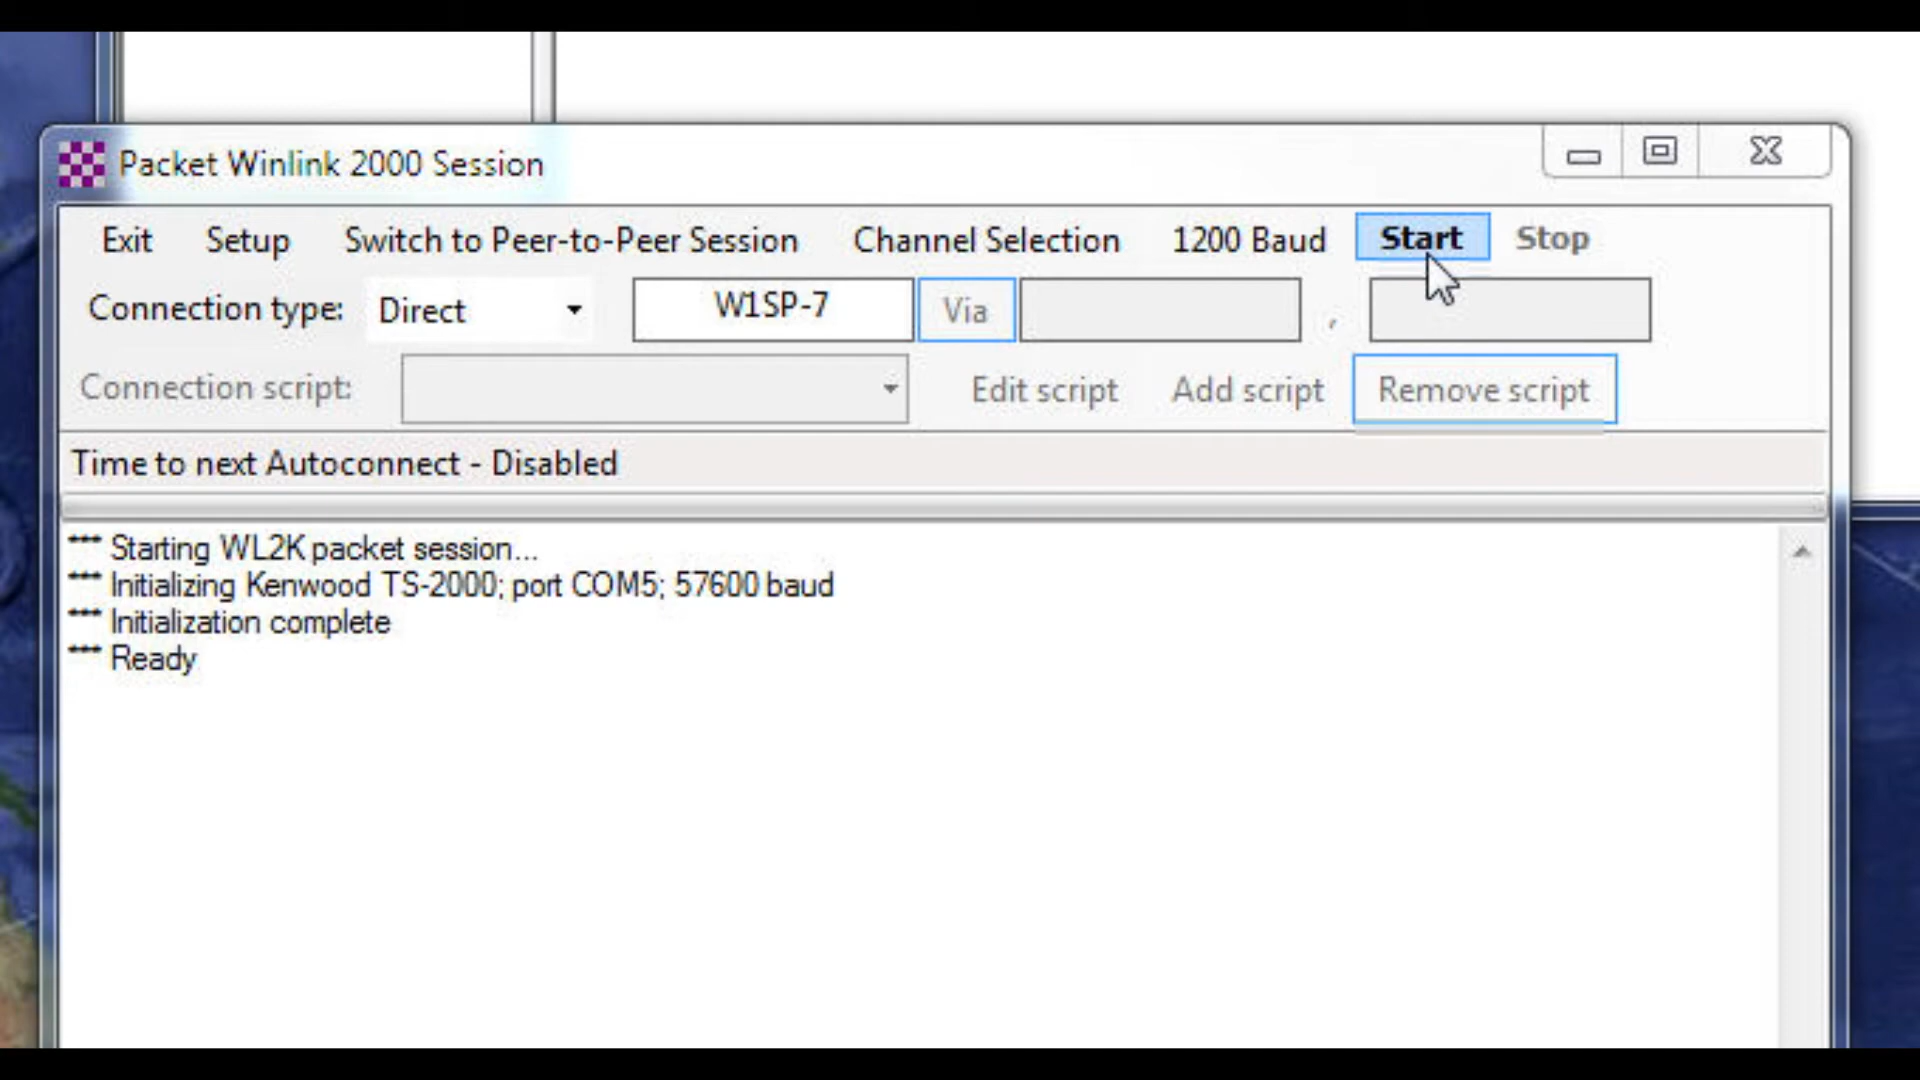 Packet Winlink 2000 Session
Exit Setup Switch to Peer-to-Peer Session Channel Selection 1200 Baud Start Stop
Connection type: Direct W1SP-7 Via ,
Connection script: Edit script Add script Remove script
Time to next Autoconnect - Disabled
*** Starting WL2K packet session...
*** Initializing Kenwood TS-2000; port COM5; 57600 baud
*** Initialization complete
*** Ready